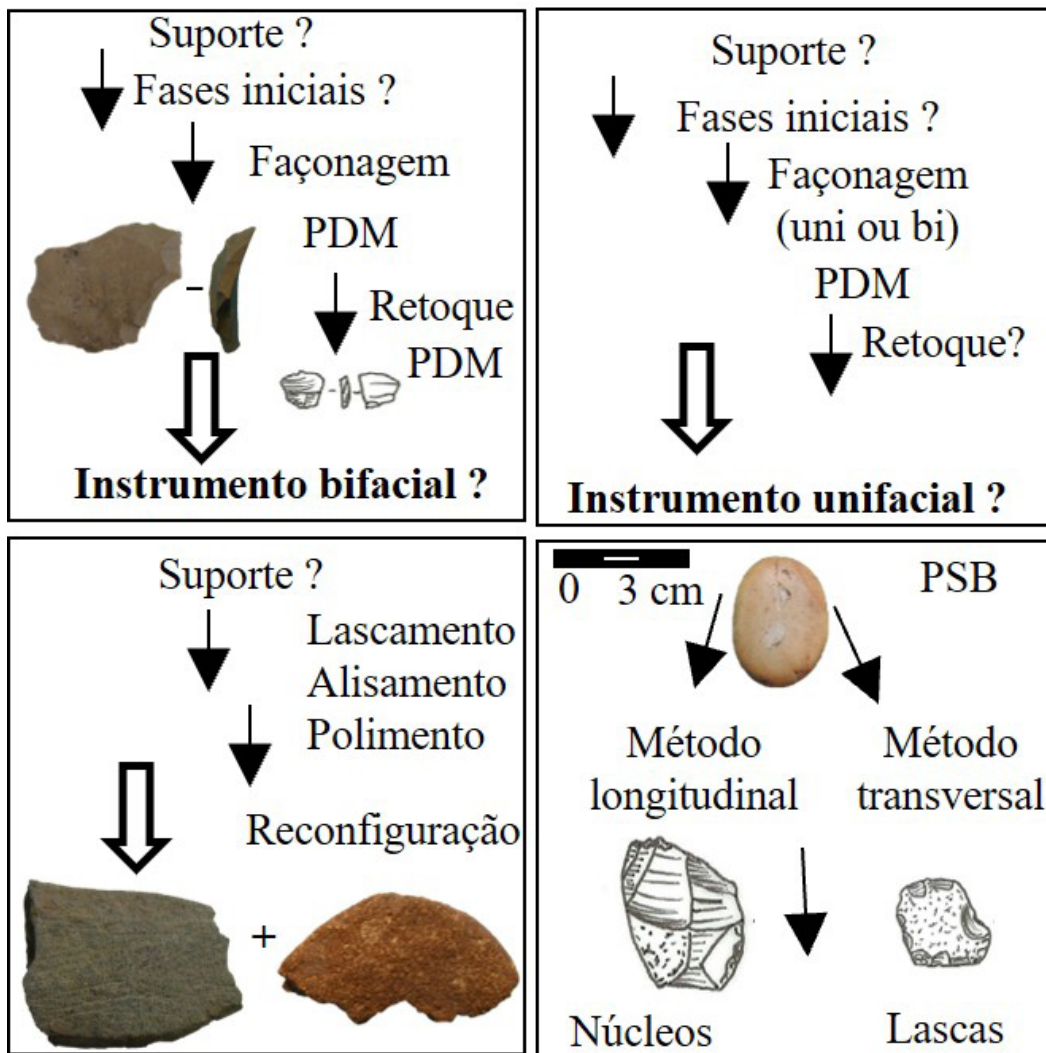 Suporte ?
Fases iniciais ?
Façonagem
PDM
Retoque
PDM
Instrumento bifacial ?
Suporte ?
Fases iniciais ?
Façonagem
(uni ou bi)
PDM
Retoque?
Instrumento unifacial ?
Suporte ?
Lascamento
Alisamento
Polimento
Reconfiguração
+
0 3 cm
PSB
Método
longitudinal
Método
transversal
Núcleos
Lascas